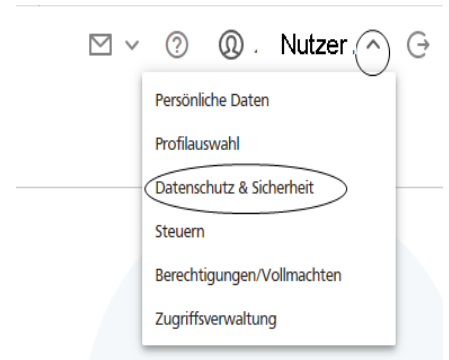 Nutzer
Persönliche Daten
Profilauswahl
Datenschutz & Sicherheit
Steuern
Berechtigungen/Vollmachten
Zugriffsverwaltung